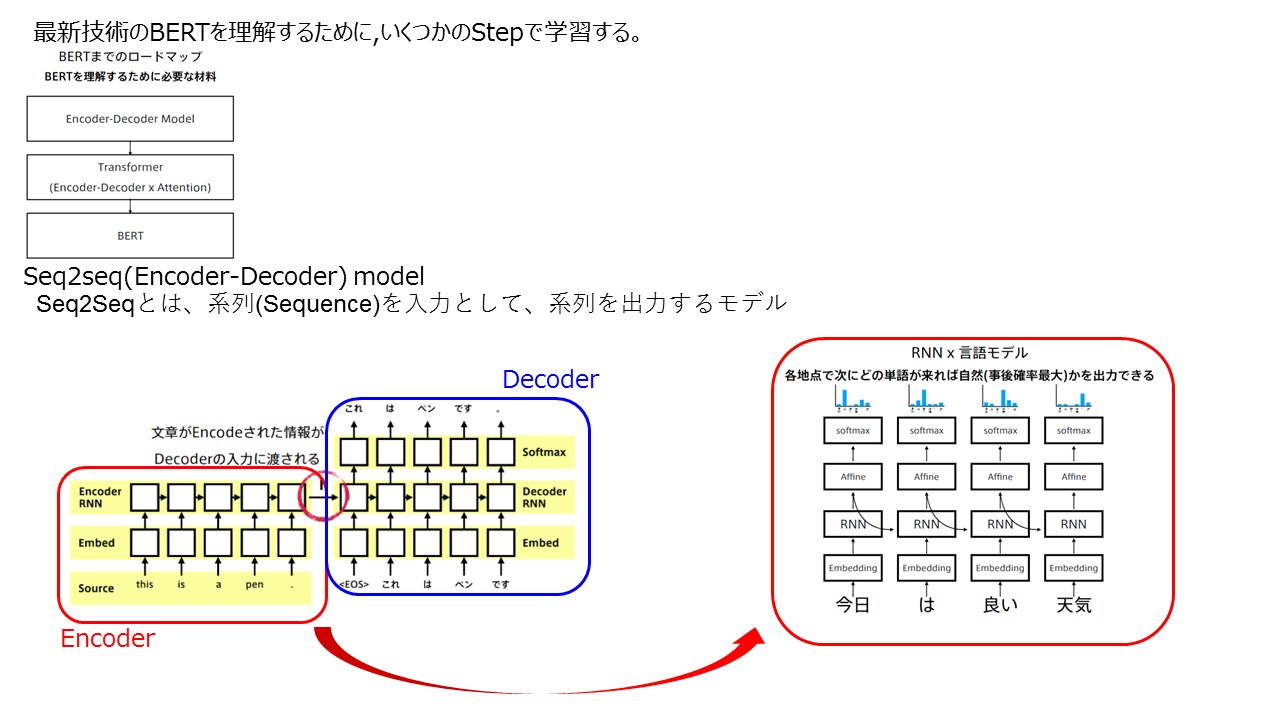 最新技術のBERTを理解するために,いくつかのStepで学習する。
BERTまでのロードマップ
BERTを理解するために必要な材料
Encoder-Decoder Model
Transformer
(Encoder-Decoder x Attention)
BERT
Seq2seq(Encoder-Decoder) model
Seq2Seqとは、系列(Sequence)を入力として、系列を出力するモデル
Decoder
これ は ペン です 。
文章がEncodeされた情報が
Decoderの入力に渡される
Softmax
Encoder
RNN
Decoder
RNN
Embed
Embed
Source
this is a pen .
<EOS> これ は ペン です
Encoder
RNN x 言語モデル
各地点で次にどの単語が来れば自然(事後確率最大)かを出力できる
softmax softmax softmax softmax
Affine Affine Affine Affine
RNN RNN RNN RNN
Embedding Embedding Embedding Embedding
今日 は 良い 天気